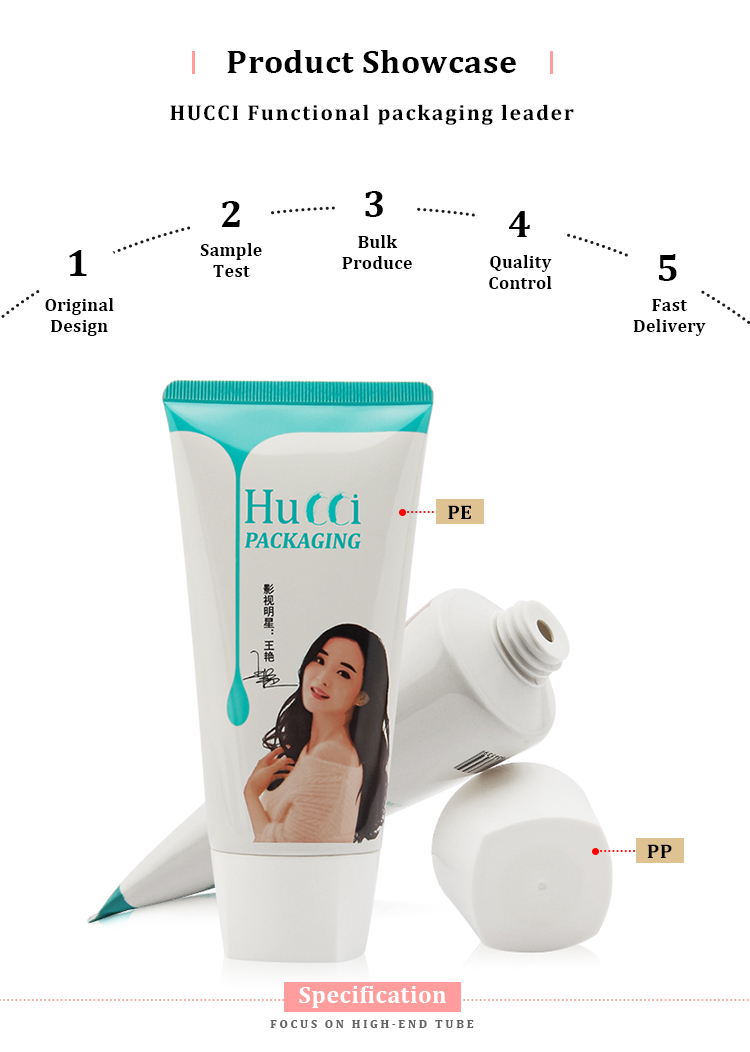 Product Showcase
HUCCI Functional packaging leader
1
Original
Design
2
Sample
Test
3
Bulk
Produce
4
Quality
Control
5
Fast
Delivery
Hucci
PACKAGING
影视明星：王艳
PE
PP
Specification
FOCUS ON HIGH-END TUBE